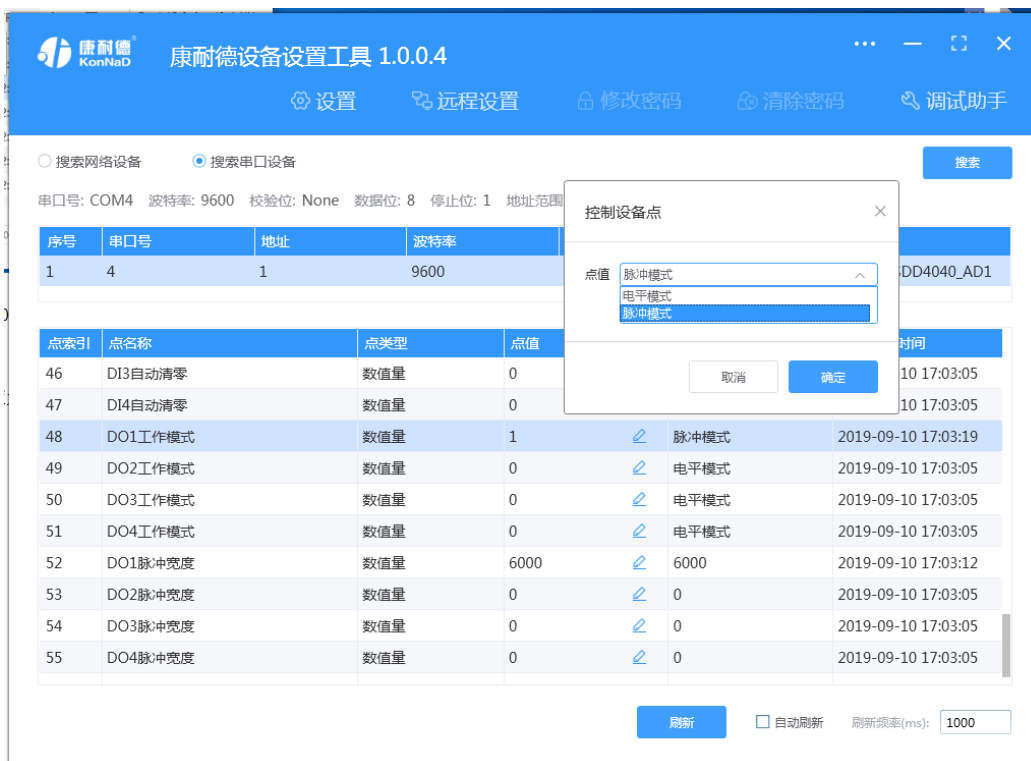 康耐德
KonNaD
康耐德设备设置工具 1.0.0.4
设置 远程设置 修改密码 清除密码 调试助手
搜索网络设备 搜索串口设备 搜索
串口号: COM4 波特率: 9600 校验位: None 数据位: 8 停止位: 1 地址范围
控制设备点
点值 脉冲模式
电平模式
脉冲模式
取消 确定
序号 串口号 地址 波特率
1 4 1 9600 DD4040_AD1
点索引 点名称 点类型 点值 时间
46 DI3自动清零 数值量 0 10 17:03:05
47 DI4自动清零 数值量 0 10 17:03:05
48 DO1工作模式 数值量 1 脉冲模式 2019-09-10 17:03:19
49 DO2工作模式 数值量 0 电平模式 2019-09-10 17:03:05
50 DO3工作模式 数值量 0 电平模式 2019-09-10 17:03:05
51 DO4工作模式 数值量 0 电平模式 2019-09-10 17:03:05
52 DO1脉冲宽度 数值量 6000 6000 2019-09-10 17:03:12
53 DO2脉冲宽度 数值量 0 0 2019-09-10 17:03:05
54 DO3脉冲宽度 数值量 0 0 2019-09-10 17:03:05
55 DO4脉冲宽度 数值量 0 0 2019-09-10 17:03:05
刷新 自动刷新 刷新频率(ms): 1000